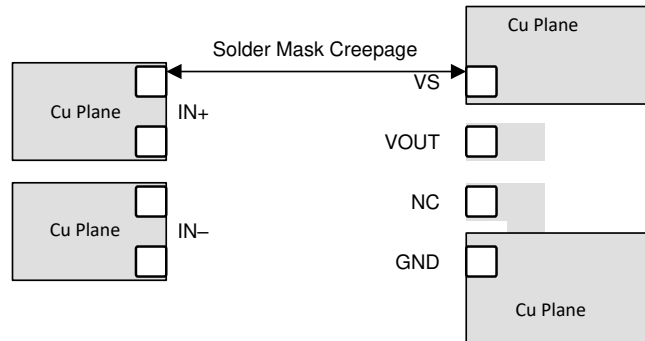 Cu Plane
Solder Mask Creepage
VS
Cu Plane
IN+
VOUT
NC
Cu Plane
IN–
GND
Cu Plane